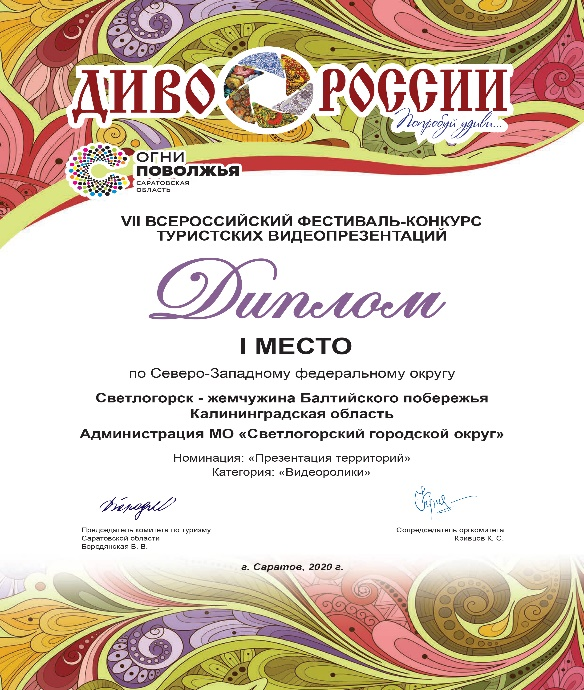 ДИВО РОССИИ
Попробуй удиви...
ОГНИ
ПОВОЛЖЬЯ
САРАТОВСКАЯ
ОБЛАСТЬ
VII ВСЕРОССИЙСКИЙ ФЕСТИВАЛЬ-КОНКУРС
ТУРИСТСКИХ ВИДЕОПРЕЗЕНТАЦИЙ
Диплом
I МЕСТО
по Северо-Западному федеральному округу
Светлогорск - жемчужина Балтийского побережья
Калининградская область
Администрация МО «Светлогорский городской округ»
Номинация: «Презентация территорий»
Категория: «Видеоролики»
Председатель комитета по туризму
Саратовской области
Бородянская В. В.
Сопредседатель оргкомитета
Кривцов К. С.
г. Саратов, 2020 г.